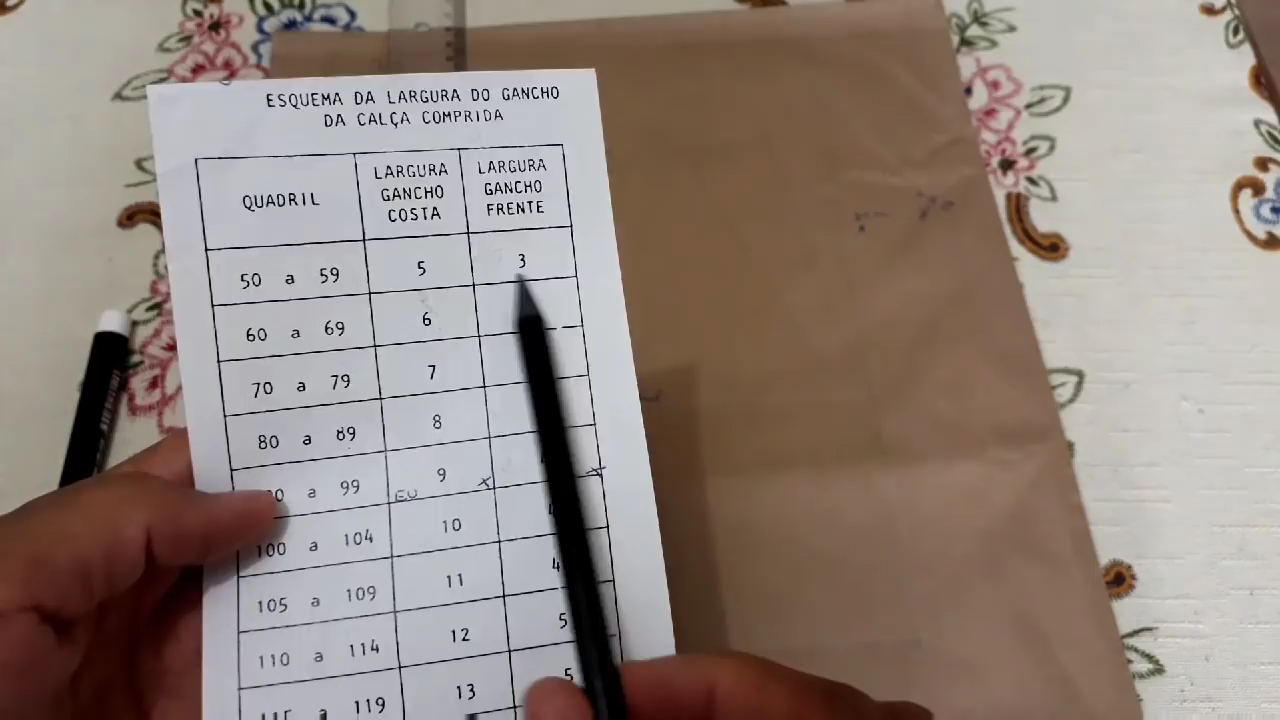 ESQUEMA DA LARGURA DO GANCHO
DA CALÇA COMPRIDA
QUADRIL
LARGURA GANCHO COSTA
LARGURA GANCHO FRENTE
50 a 59 5 3
60 a 69 6
70 a 79 7
80 a 89 8
a 99 EU 9 x x
100 a 104 10
105 a 109 11 4
110 a 114 12 5
a 119 13 5